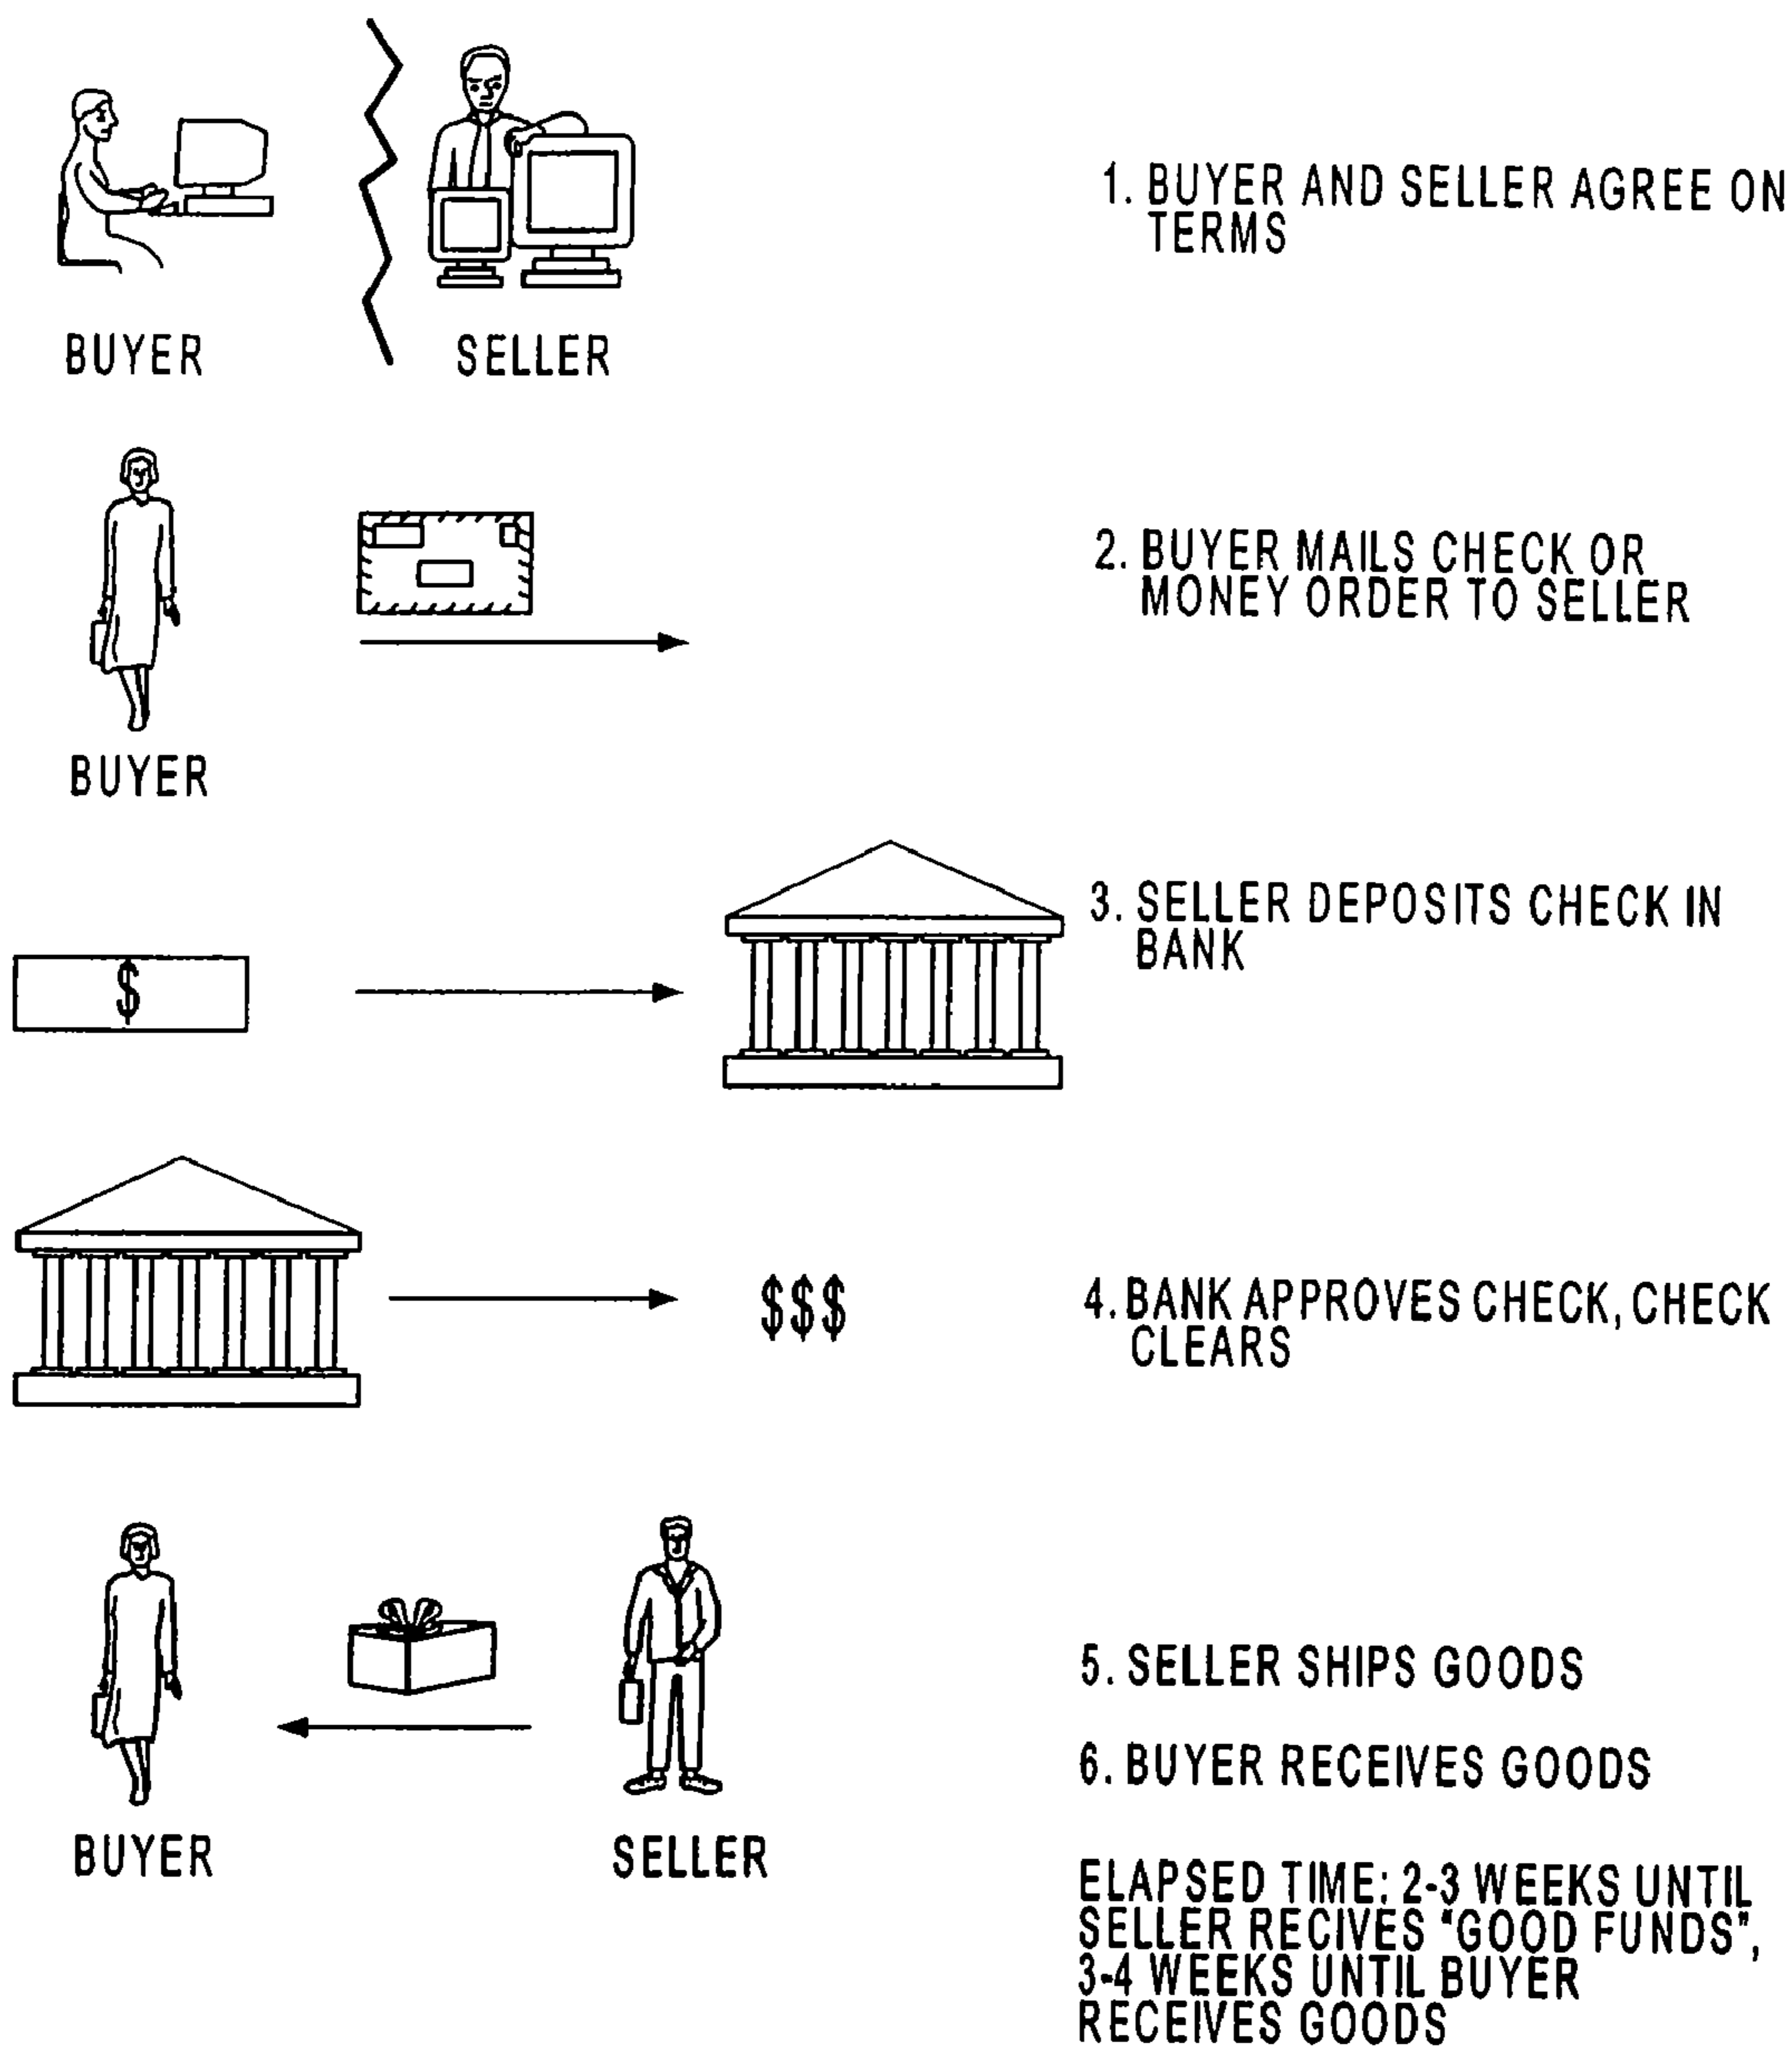 1. BUYER AND SELLER AGREE ON
TERMS
BUYER
SELLER
2. BUYER MAILS CHECK OR
MONEY ORDER TO SELLER
BUYER
3. SELLER DEPOSITS CHECK IN
BANK
$
$$$
4. BANK APPROVES CHECK, CHECK
CLEARS
5. SELLER SHIPS GOODS
6. BUYER RECEIVES GOODS
BUYER
SELLER
ELAPSED TIME: 2-3 WEEKS UNTIL
SELLER RECIVES "GOOD FUNDS",
3-4 WEEKS UNTIL BUYER
RECEIVES GOODS